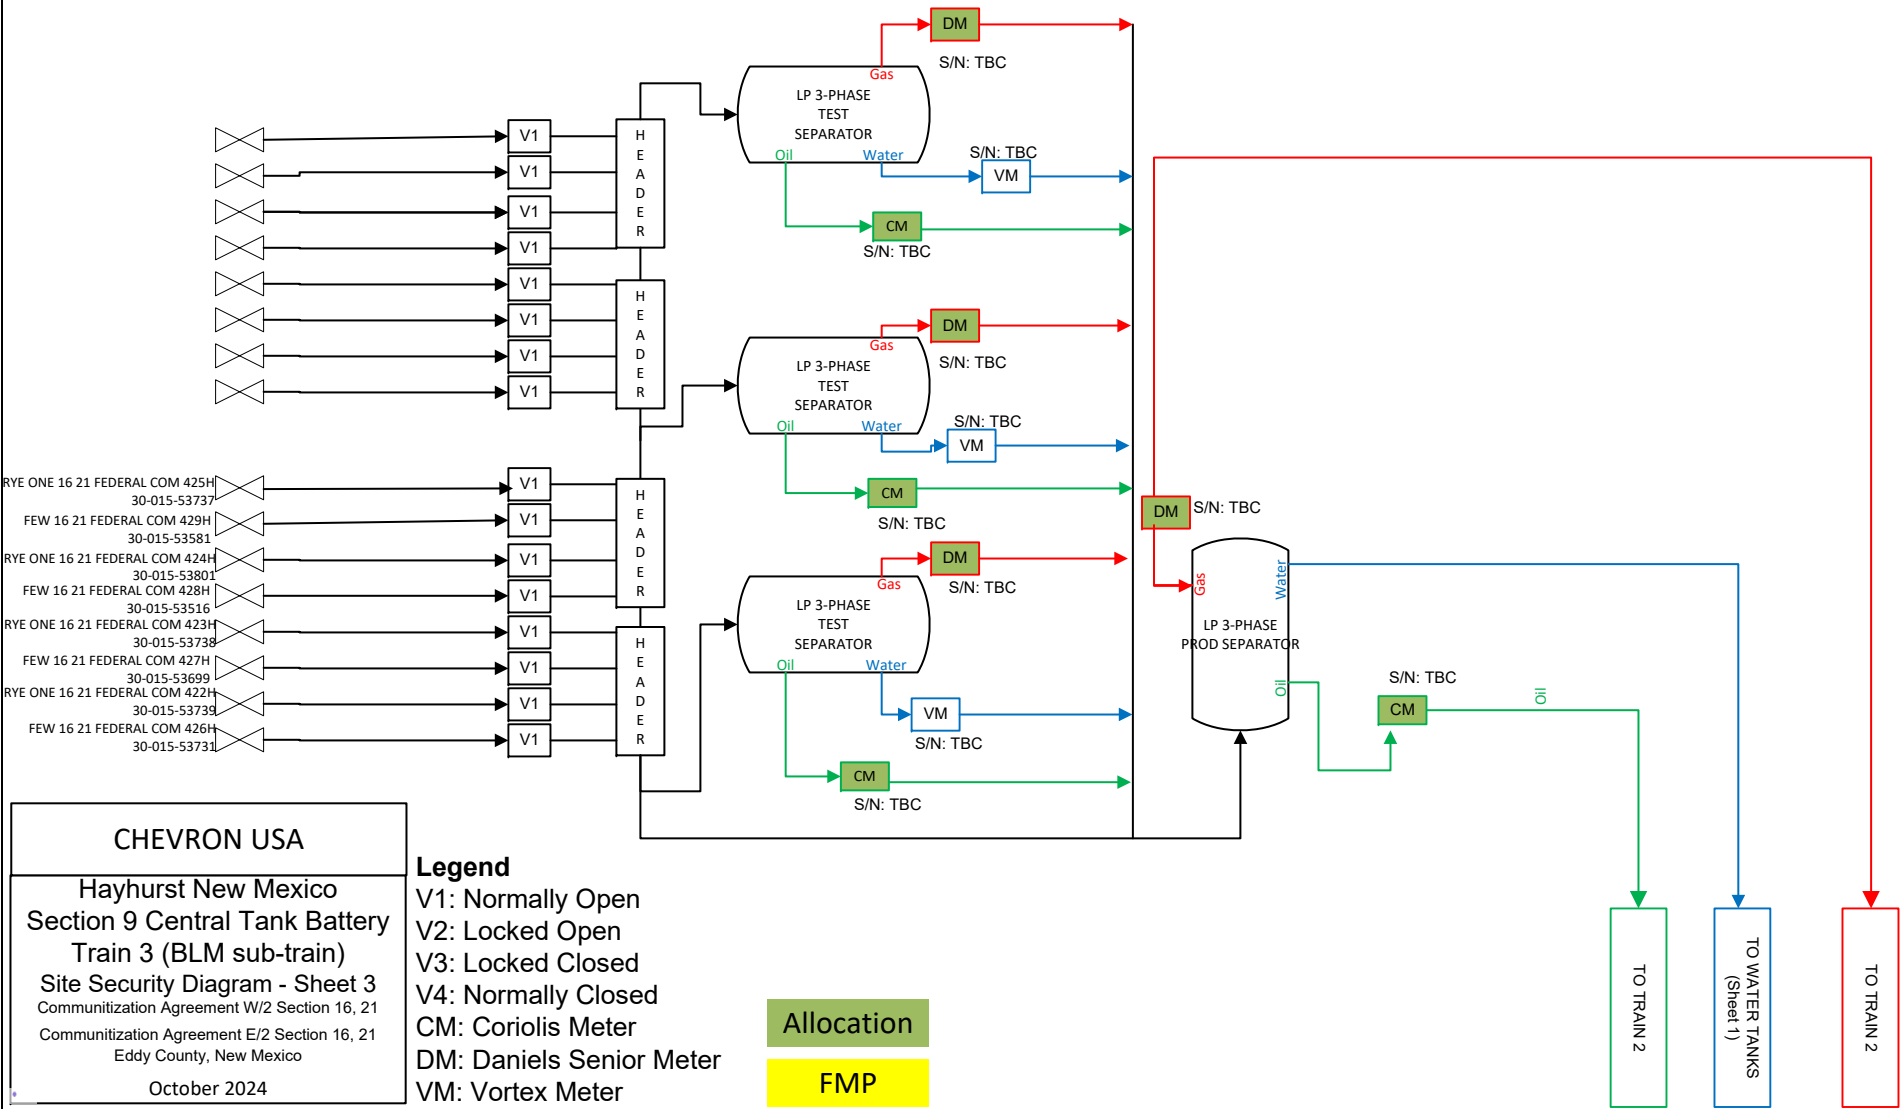 DM
S/N: TBC
Gas
LP 3-PHASE
TEST
SEPARATOR
Oil
Water
S/N: TBC
VM
CM
S/N: TBC
V1
V1
V1
V1
HEADER
V1
V1
V1
V1
HEADER
DM
S/N: TBC
Gas
LP 3-PHASE
TEST
SEPARATOR
Oil
Water
S/N: TBC
VM
CM
S/N: TBC
RYE ONE 16 21 FEDERAL COM 425H
30-015-53737
V1
FEW 16 21 FEDERAL COM 429H
30-015-53581
V1
RYE ONE 16 21 FEDERAL COM 424H
30-015-53801
V1
FEW 16 21 FEDERAL COM 428H
30-015-53516
V1
HEADER
RYE ONE 16 21 FEDERAL COM 423H
30-015-53738
V1
FEW 16 21 FEDERAL COM 427H
30-015-53699
V1
RYE ONE 16 21 FEDERAL COM 422H
30-015-53739
V1
FEW 16 21 FEDERAL COM 426H
30-015-53731
V1
HEADER
DM
S/N: TBC
Gas
LP 3-PHASE
TEST
SEPARATOR
Oil
Water
VM
S/N: TBC
CM
S/N: TBC
DM
S/N: TBC
Gas
Water
LP 3-PHASE
PROD SEPARATOR
Oil
S/N: TBC
CM
Oil
TO TRAIN 2
TO WATER TANKS
(Sheet 1)
TO TRAIN 2
CHEVRON USA
Hayhurst New Mexico
Section 9 Central Tank Battery
Train 3 (BLM sub-train)
Site Security Diagram - Sheet 3
Communitization Agreement W/2 Section 16, 21
Communitization Agreement E/2 Section 16, 21
Eddy County, New Mexico
October 2024
Legend
V1: Normally Open
V2: Locked Open
V3: Locked Closed
V4: Normally Closed
CM: Coriolis Meter
DM: Daniels Senior Meter
VM: Vortex Meter
Allocation
FMP